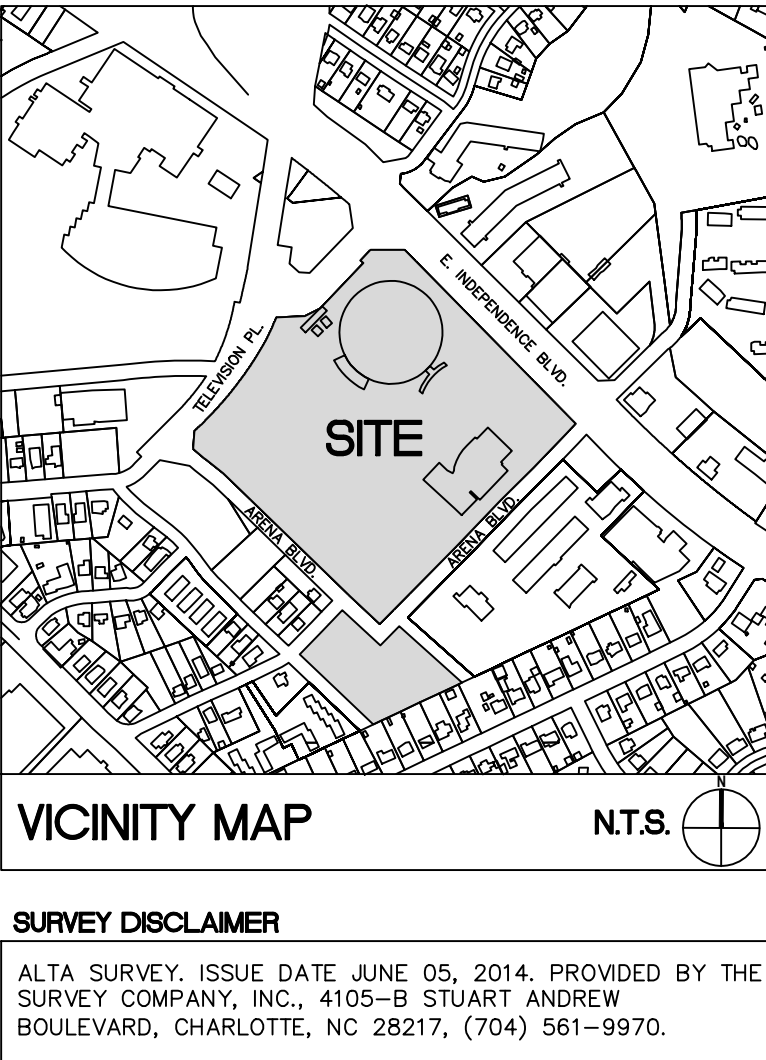 E. INDEPENDENCE BLVD.
TELEVISION PL.
SITE
ARENA BLVD.
ARENA BLVD.
VICINITY MAP
N.T.S.
N
SURVEY DISCLAIMER
ALTA SURVEY. ISSUE DATE JUNE 05, 2014. PROVIDED BY THE
SURVEY COMPANY, INC., 4105-B STUART ANDREW
BOULEVARD, CHARLOTTE, NC 28217, (704) 561-9970.